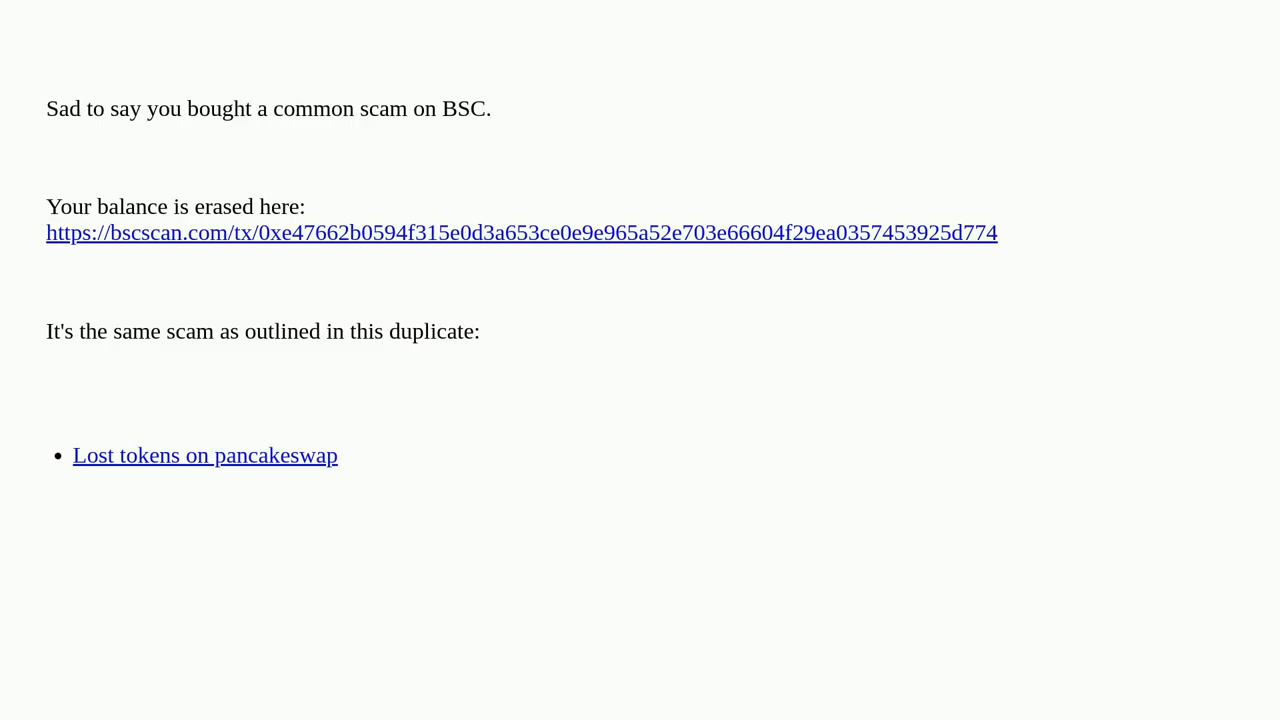 Sad to say you bought a common scam on BSC.
Your balance is erased here:
https://bscscan.com/tx/0xe47662b0594f315e0d3a653ce0e9e965a52e703e66604f29ea0357453925d774
It's the same scam as outlined in this duplicate:
• Lost tokens on pancakeswap